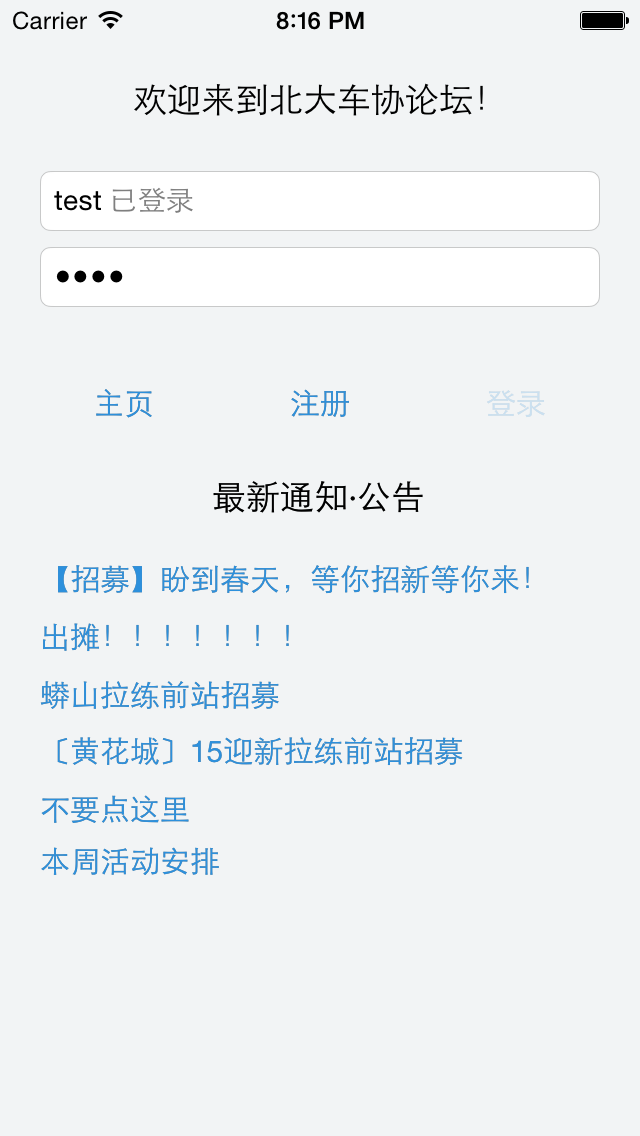 Carrier 8:16 PM
欢迎来到北大车协论坛！
test 已登录
••••
主页 注册 登录
最新通知·公告
【招募】盼到春天，等你招新等你来！
出摊！！！！！！！
蟒山拉练前站招募
〔黄花城〕15迎新拉练前站招募
不要点这里
本周活动安排